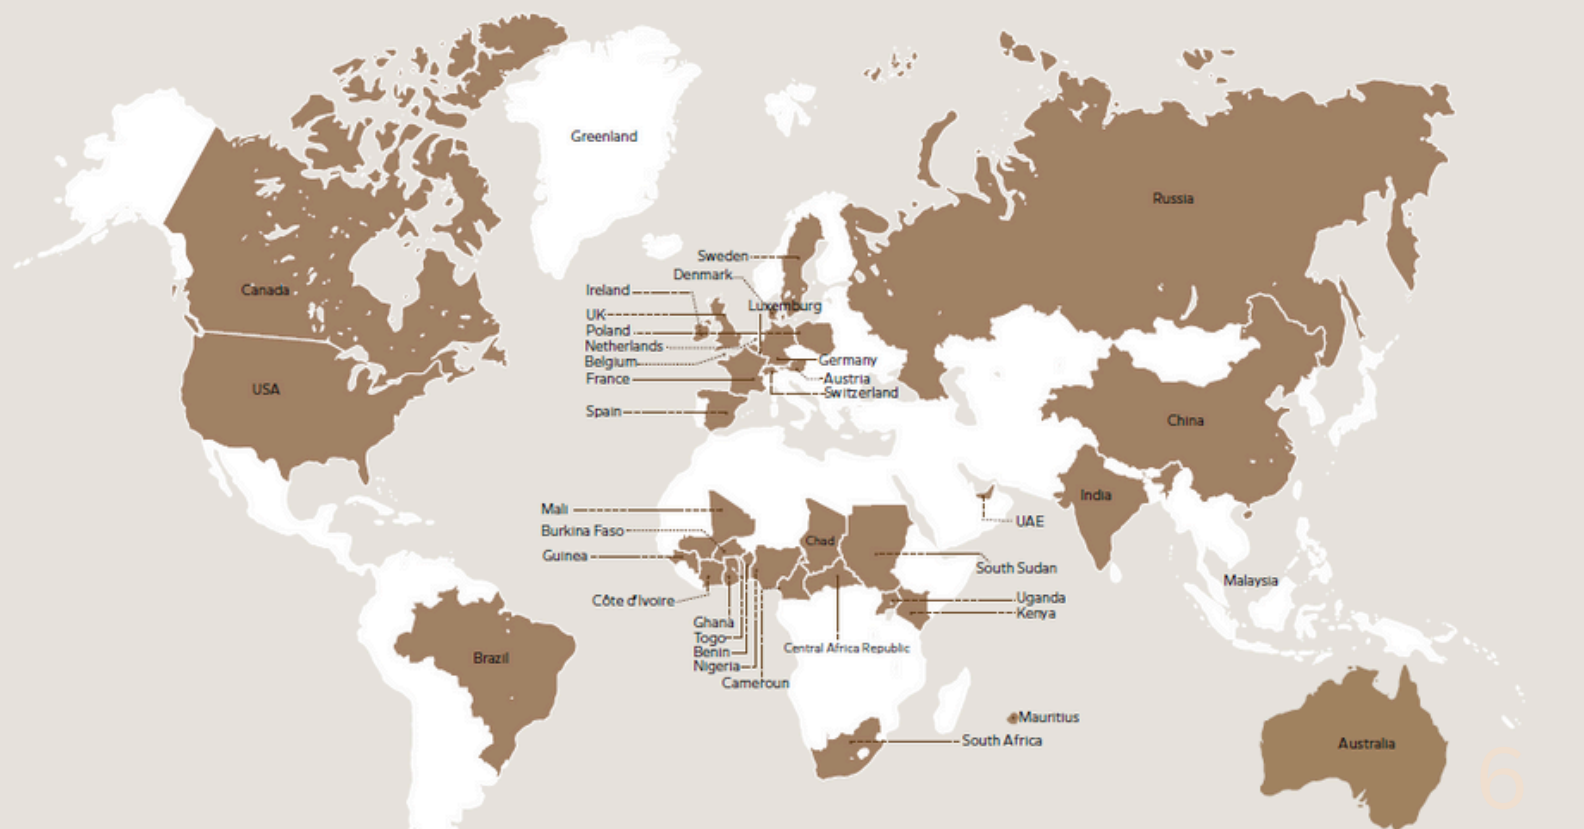 Greenland
Russia
Canada
USA
Sweden
Denmark
Ireland
Luxemburg
UK
Poland
Netherlands
Belgium
Germany
France
Austria
Switzerland
Spain
China
India
Mali
UAE
Burkina Faso
Chad
Guinea
South Sudan
Malaysia
Côte d'Ivoire
Uganda
Kenya
Ghana
Togo
Central Africa Republic
Benin
Brazil
Nigeria
Cameroun
Mauritius
South Africa
Australia
6